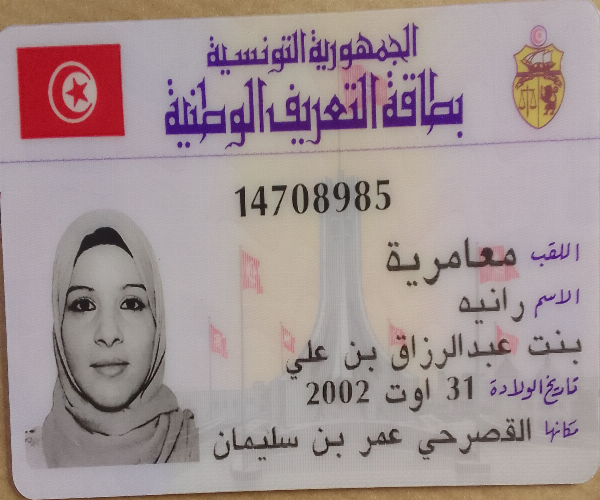 الجمهورية التونسية
بطاقة التعريف الوطنية
14708985
اللقب معامرية
الاسم رانيه
بنت عبدالرزاق بن علي
تاريخ الولادة 31 اوت 2002
مكانها القصرحي عمر بن سليمان